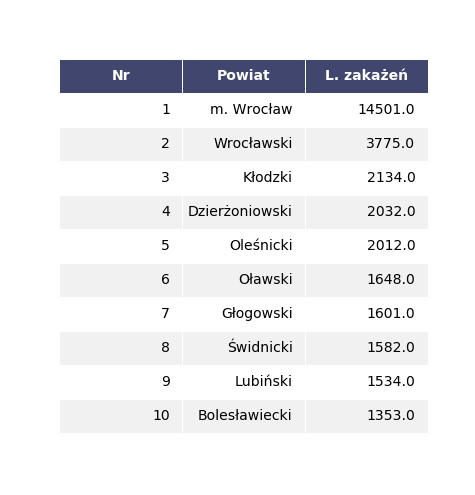 Nr Powiat L. zakażeń
1 m. Wrocław 14501.0
2 Wrocławski 3775.0
3 Kłodzki 2134.0
4 Dzierżoniowski 2032.0
5 Oleśnicki 2012.0
6 Oławski 1648.0
7 Głogowski 1601.0
8 Świdnicki 1582.0
9 Lubiński 1534.0
10 Bolesławiecki 1353.0